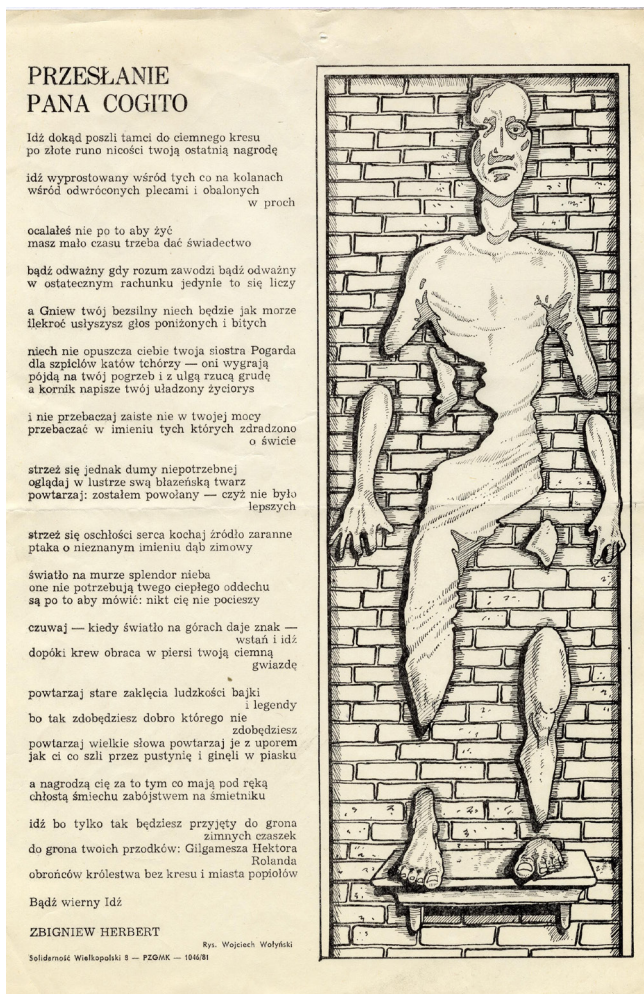 PRZESŁANIE
PANA COGITO
Idź dokąd poszli tamci do ciemnego kresu
po złote runo nicości twoją ostatnią nagrodę
idź wyprostowany wśród tych co na kolanach
wśród odwróconych plecami i obalonych
w proch
ocalałeś nie po to aby żyć
masz mało czasu trzeba dać świadectwo
bądź odważny gdy rozum zawodzi bądź odważny
w ostatecznym rachunku jedynie to się liczy
a Gniew twój bezsilny niech będzie jak morze
ilekroć usłyszysz głos poniżonych i bitych
niech nie opuszcza ciebie twoja siostra Pogarda
dla szpiclów katów tchórzy — oni wygrają
pójdą na twój pogrzeb i z ulgą rzucą grudę
a kornik napisze twój uładzony życiorys
i nie przebaczaj zaiste nie w twojej mocy
przebaczać w imieniu tych których zdradzono
o świcie
strzeż się jednak dumy niepotrzebnej
oglądaj w lustrze swą błazeńską twarz
powtarzaj: zostałem powołany — czyż nie było
lepszych
strzeż się oschłości serca kochaj źródło zaranne
ptaka o nieznanym imieniu dąb zimowy
światło na murze splendor nieba
one nie potrzebują twego ciepłego oddechu
są po to aby mówić: nikt cię nie pocieszy
czuwaj — kiedy światło na górach daje znak —
wstań i idź
dopóki krew obraca w piersi twoją ciemną
gwiazdę
powtarzaj stare zaklęcia ludzkości bajki
i legendy
bo tak zdobędziesz dobro którego nie
zdobędziesz
powtarzaj wielkie słowa powtarzaj je z uporem
jak ci co szli przez pustynię i ginęli w piasku
a nagrodzą cię za to tym co mają pod ręką
chłostą śmiechu zabójstwem na śmietniku
idź bo tylko tak będziesz przyjęty do grona
zimnych czaszek
do grona twoich przodków: Gilgamesza Hektora
Rolanda
obrońców królestwa bez kresu i miasta popiołów
Bądź wierny Idź
ZBIGNIEW HERBERT
Rys. Wojciech Wołyński
Solidarność Wielkopolski 8 — PZGMK — 1046/81